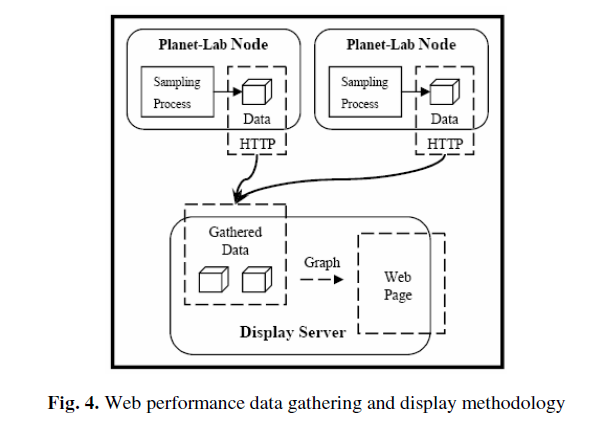 Planet-Lab Node
Sampling
Process
Data
HTTP
Planet-Lab Node
Sampling
Process
Data
HTTP
Gathered
Data
Graph
Web
Page
Display Server
Fig. 4. Web performance data gathering and display methodology